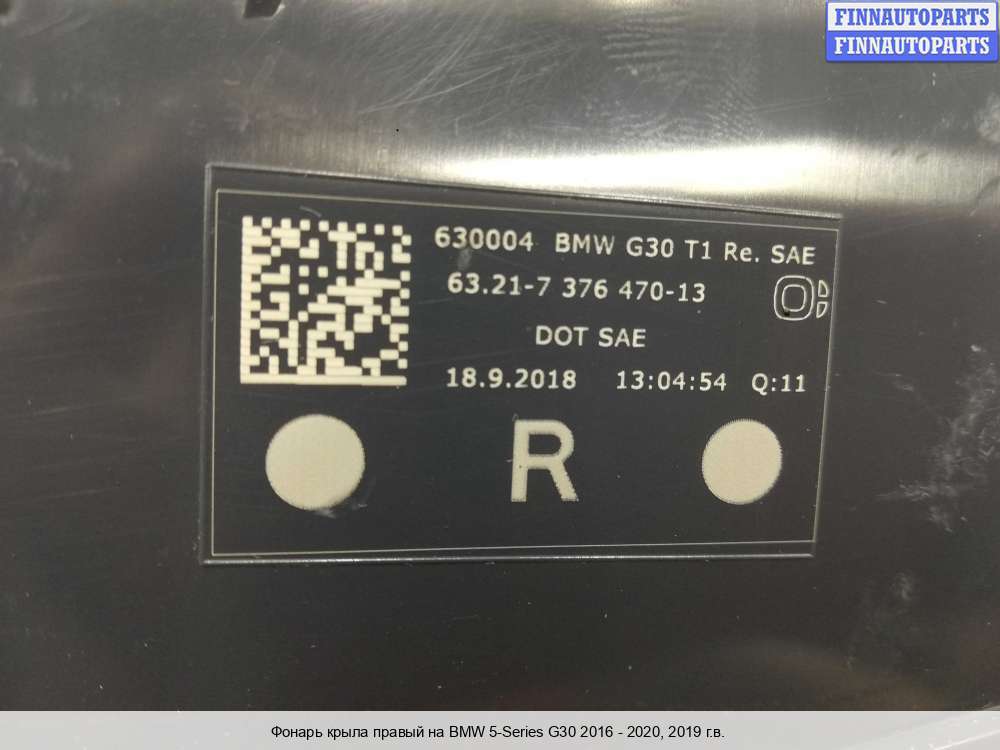 FINNAUTOPARTS
FINNAUTOPARTS
630004 BMW G30 T1 Re. SAE
63.21-7 376 470-13
DOT SAE
18.9.2018 13:04:54 Q:11
R
Фонарь крыла правый на BMW 5-Series G30 2016 - 2020, 2019 г.в.